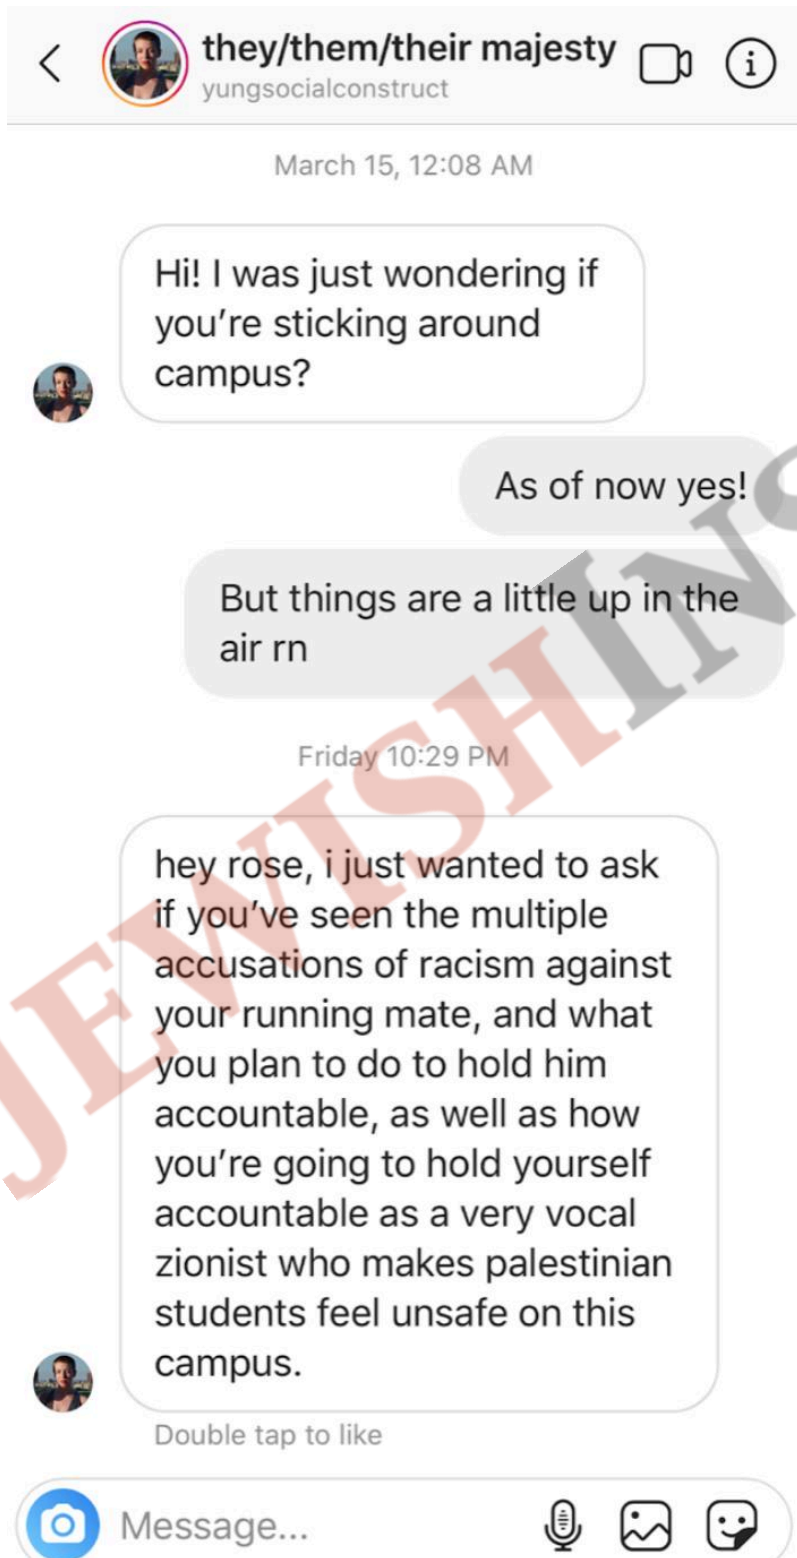 they/them/their majesty
yungsocialconstruct
March 15, 12:08 AM
Hi! I was just wondering if
you're sticking around
campus?
As of now yes!
But things are a little up in the
air rn
Friday 10:29 PM
hey rose, i just wanted to ask
if you've seen the multiple
accusations of racism against
your running mate, and what
you plan to do to hold him
accountable, as well as how
you're going to hold yourself
accountable as a very vocal
zionist who makes palestinian
students feel unsafe on this
campus.
Double tap to like
Message...
JEWISHINS